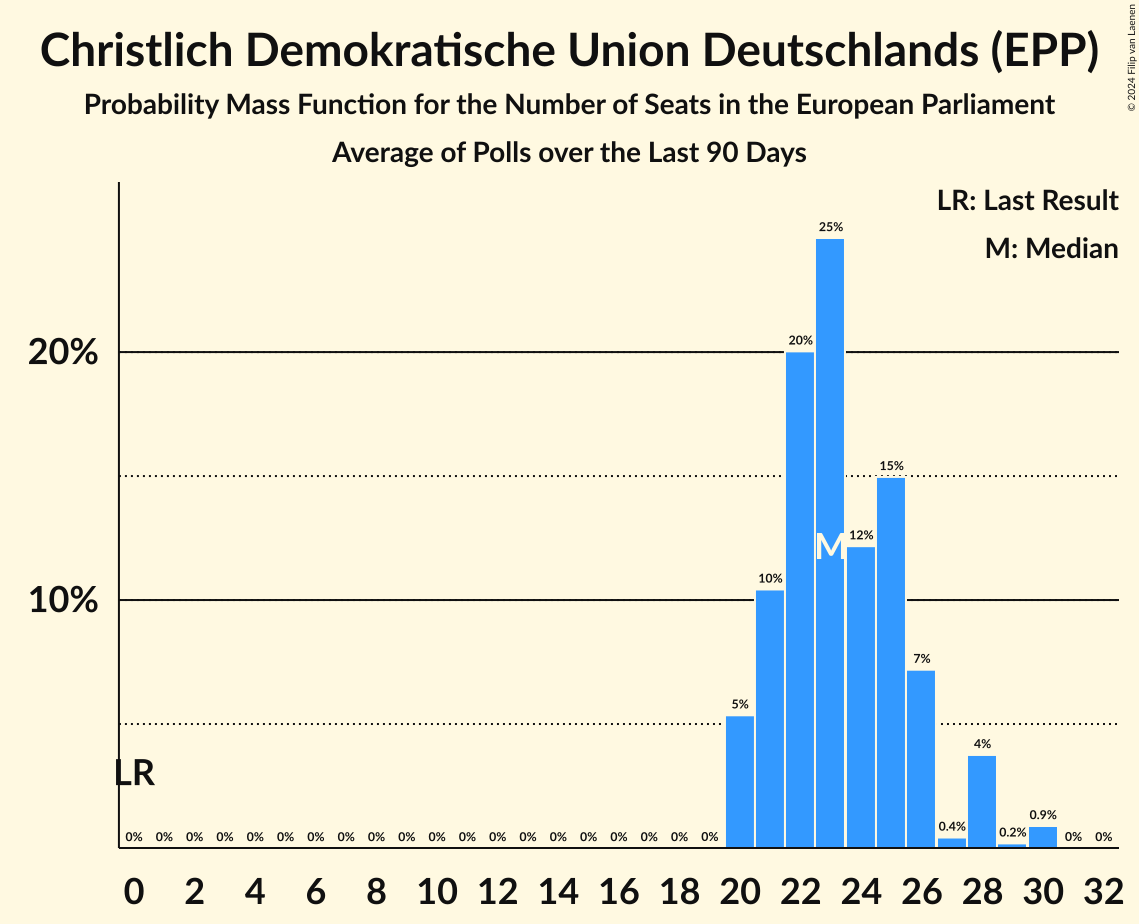 Christlich Demokratische Union Deutschlands (EPP)
Probability Mass Function for the Number of Seats in the European Parliament
Average of Polls over the Last 90 Days
© 2024 Filip van Laenen
LR: Last Result
M: Median
25%
20%
20%
15%
M
12%
10%
10%
7%
5%
4%
LR
0.9%
0.4%
0.2%
0% 0% 0% 0% 0% 0% 0% 0% 0% 0% 0% 0% 0% 0% 0% 0% 0% 0% 0% 0% 0% 0%
0 2 4 6 8 10 12 14 16 18 20 22 24 26 28 30 32